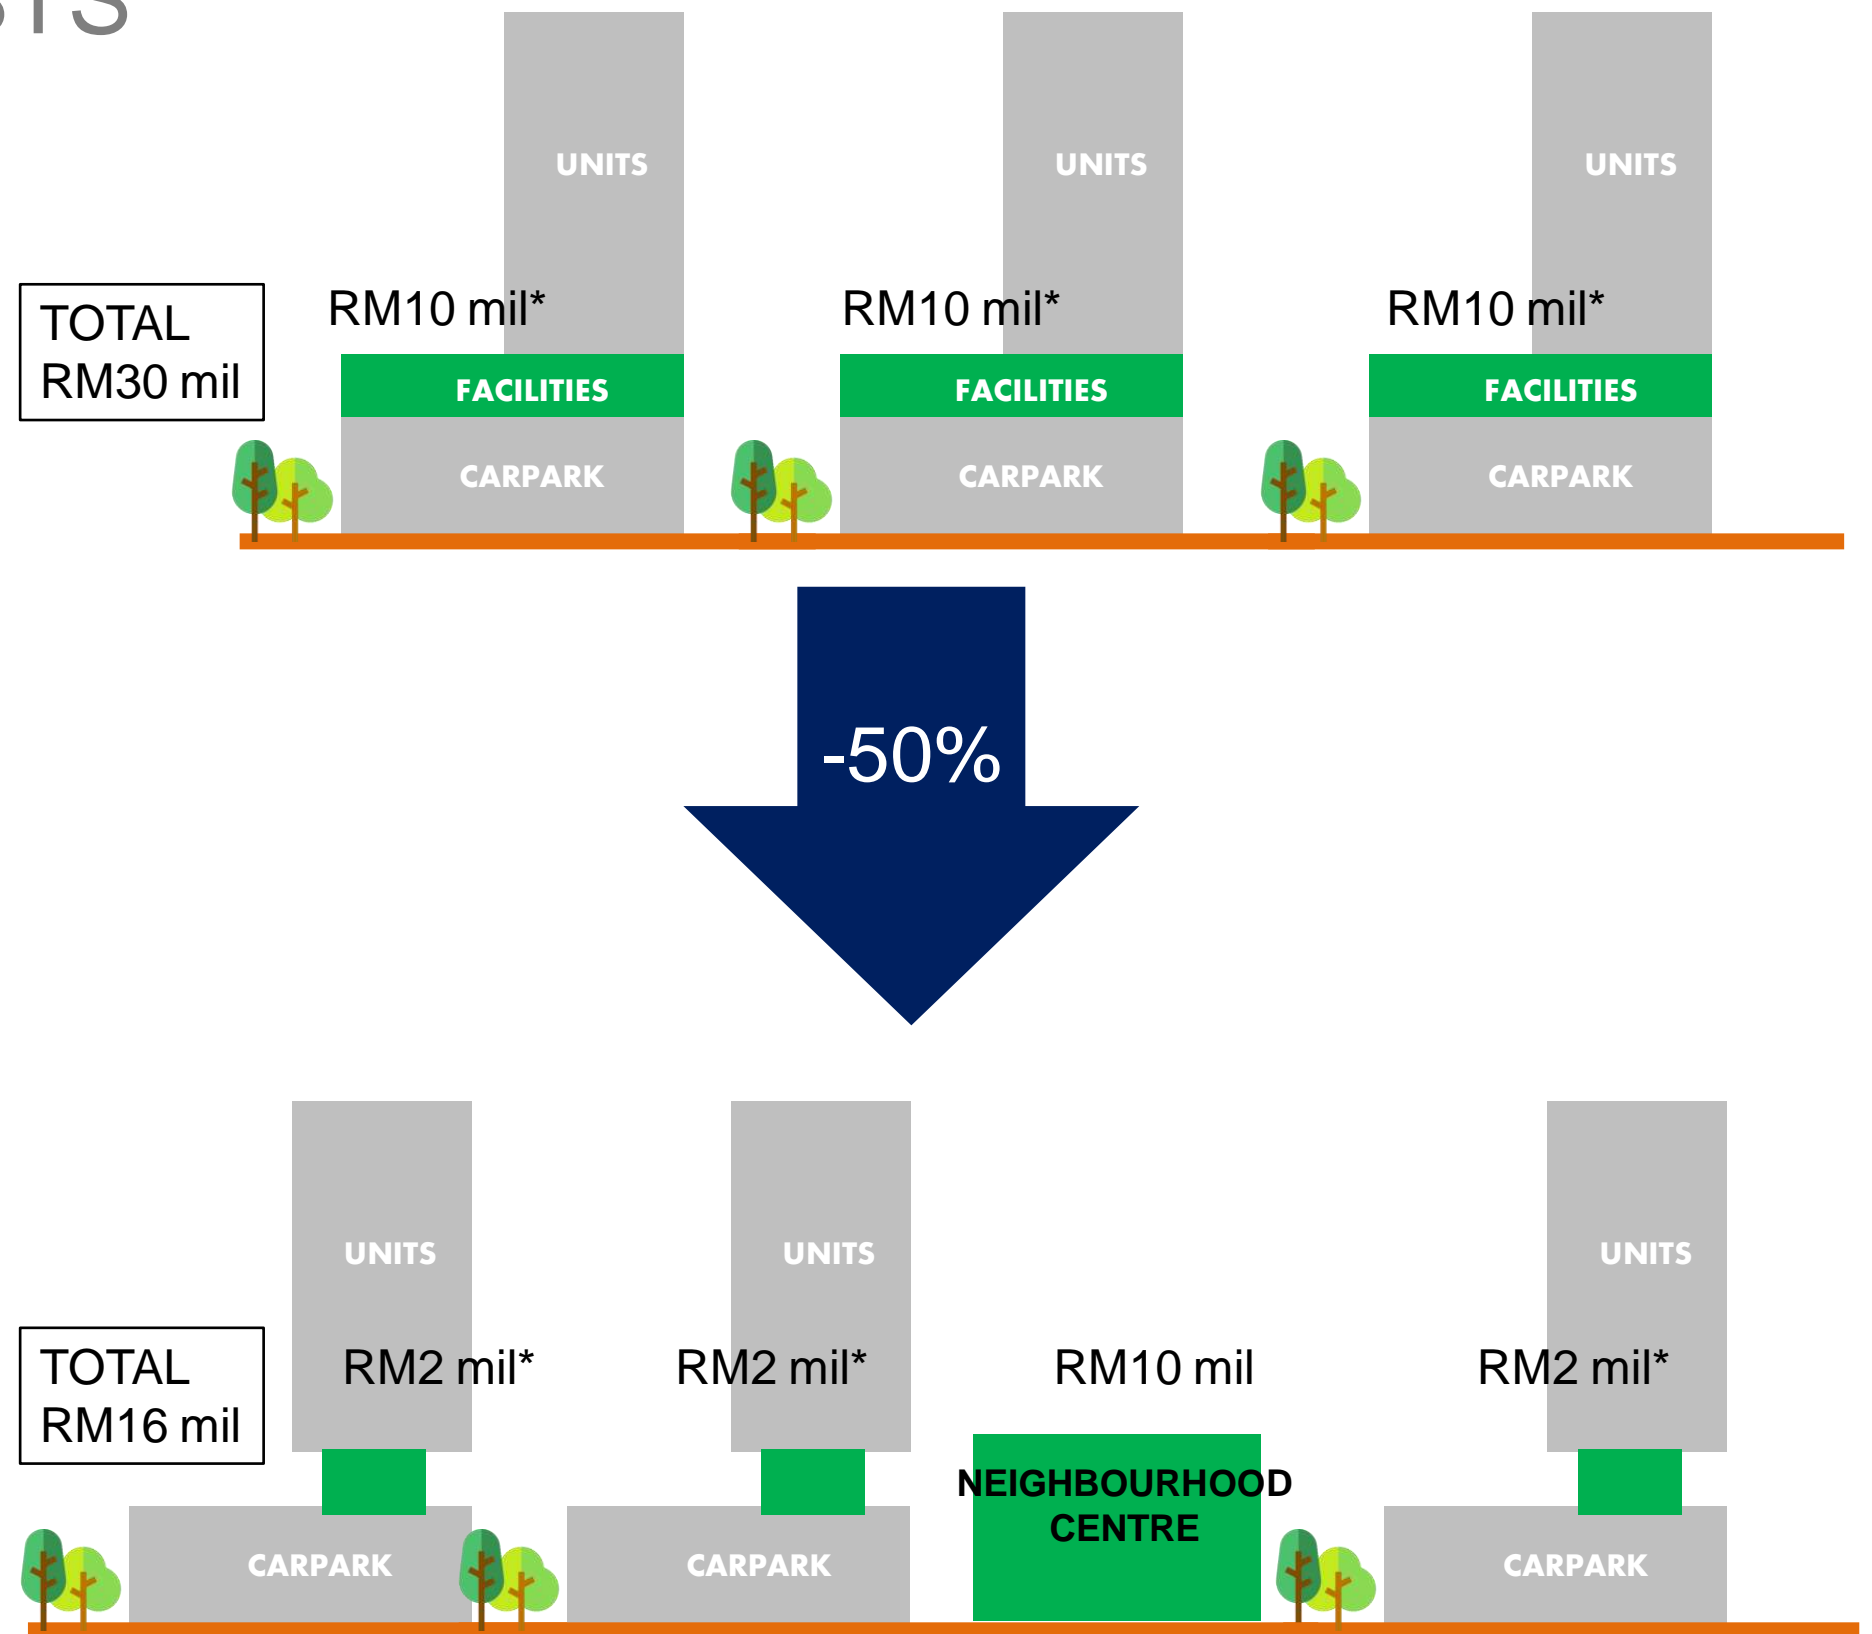 UNITS UNITS UNITS
TOTAL
RM30 mil
RM10 mil* RM10 mil* RM10 mil*
FACILITIES FACILITIES FACILITIES
CARPARK CARPARK CARPARK
-50%
UNITS UNITS UNITS
TOTAL
RM16 mil
RM2 mil* RM2 mil* RM10 mil RM2 mil*
NEIGHBOURHOOD
CENTRE
CARPARK CARPARK CARPARK